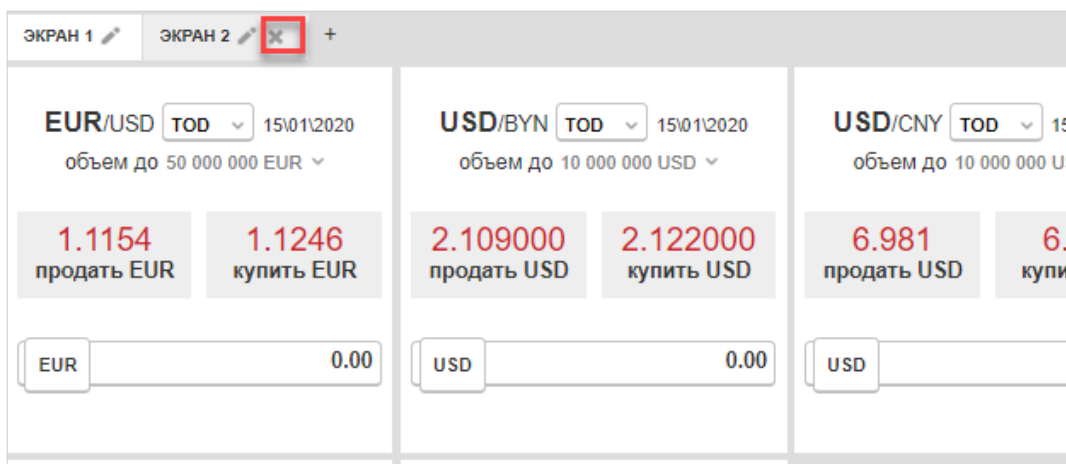 ЭКРАН 1 ЭКРАН 2 +
EUR/USD TOD 15\01\2020
объем до 50 000 000 EUR
1.1154 1.1246
продать EUR купить EUR
EUR 0.00
USD/BYN TOD 15\01\2020
объем до 10 000 000 USD
2.109000 2.122000
продать USD купить USD
USD 0.00
USD/CNY TOD 15
объем до 10 000 000 U
6.981 6.
продать USD купи
USD